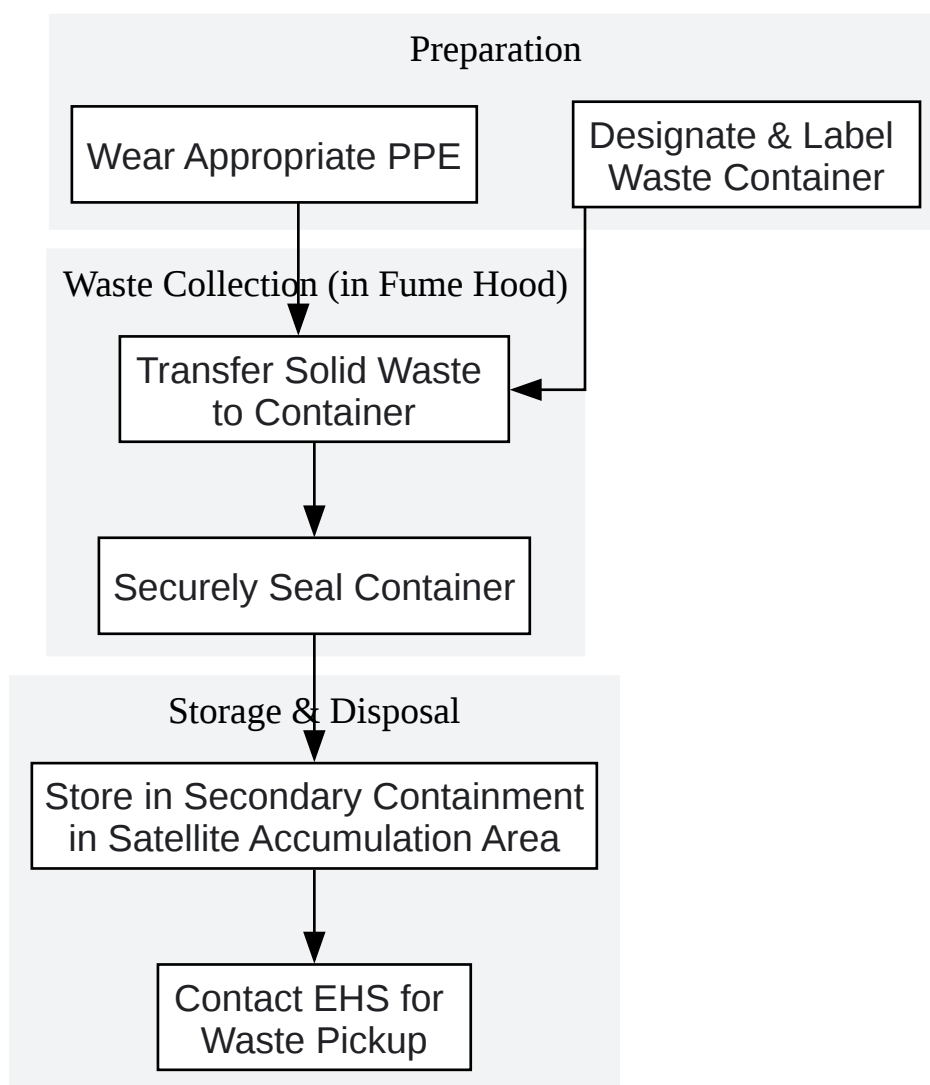 Preparation
Wear Appropriate PPE
Designate & Label
Waste Container
Waste Collection (in Fume Hood)
Transfer Solid Waste
to Container
Securely Seal Container
Storage & Disposal
Store in Secondary Containment
in Satellite Accumulation Area
Contact EHS for
Waste Pickup